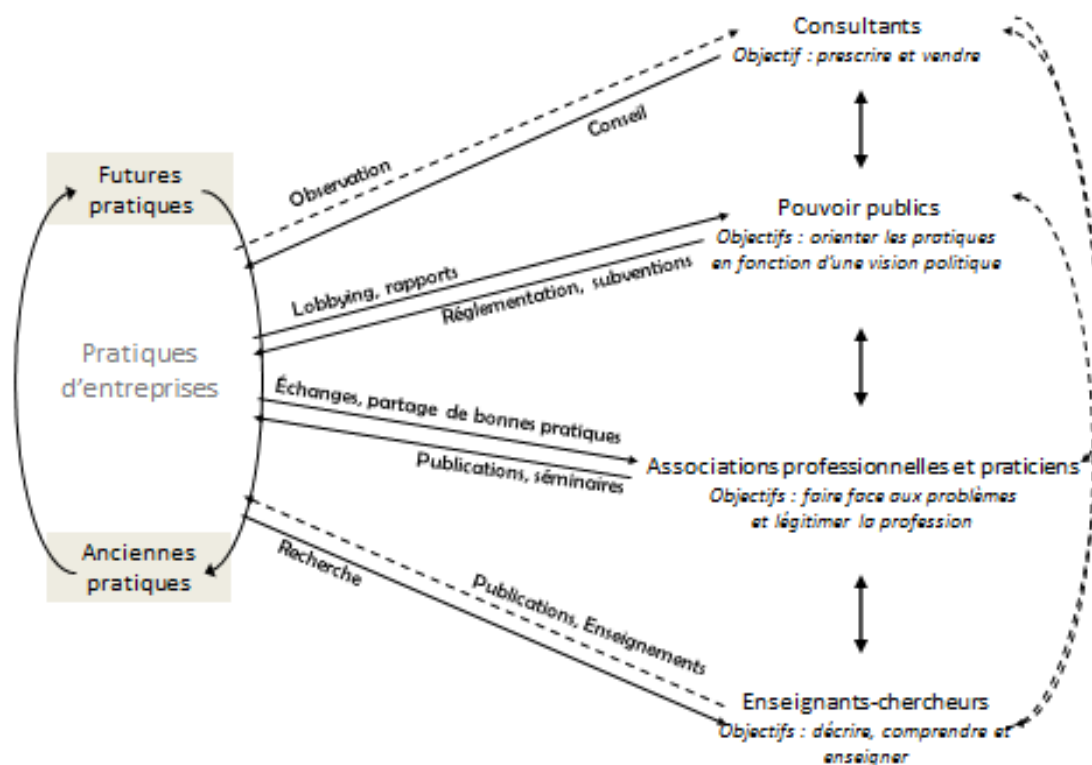 Consultants
Objectif : prescrire et vendre
Conseil
Observation
Futures
pratiques
Pouvoir publics
Objectifs : orienter les pratiques
en fonction d'une vision politique
Lobbying, rapports
Réglementation, subventions
Pratiques
d'entreprises
Échanges, partage de bonnes pratiques
Publications, séminaires
Associations professionnelles et praticiens
Objectifs : faire face aux problèmes
et légitimer la profession
Anciennes
pratiques
Recherche
Publications, Enseignements
Enseignants-chercheurs
Objectifs : décrire, comprendre et
enseigner